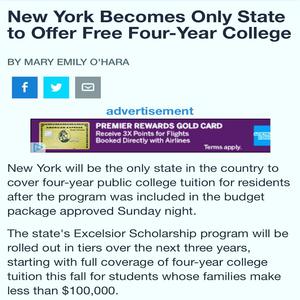 New York Becomes Only State
to Offer Free Four-Year College
BY MARY EMILY O'HARA
advertisement
PREMIER REWARDS GOLD CARD
Receive 3X Points for Flights
Booked Directly with Airlines
Terms apply.
New York will be the only state in the country to
cover four-year public college tuition for residents
after the program was included in the budget
package approved Sunday night.
The state's Excelsior Scholarship program will be
rolled out in tiers over the next three years,
starting with full coverage of four-year college
tuition this fall for students whose families make
less than $100,000.